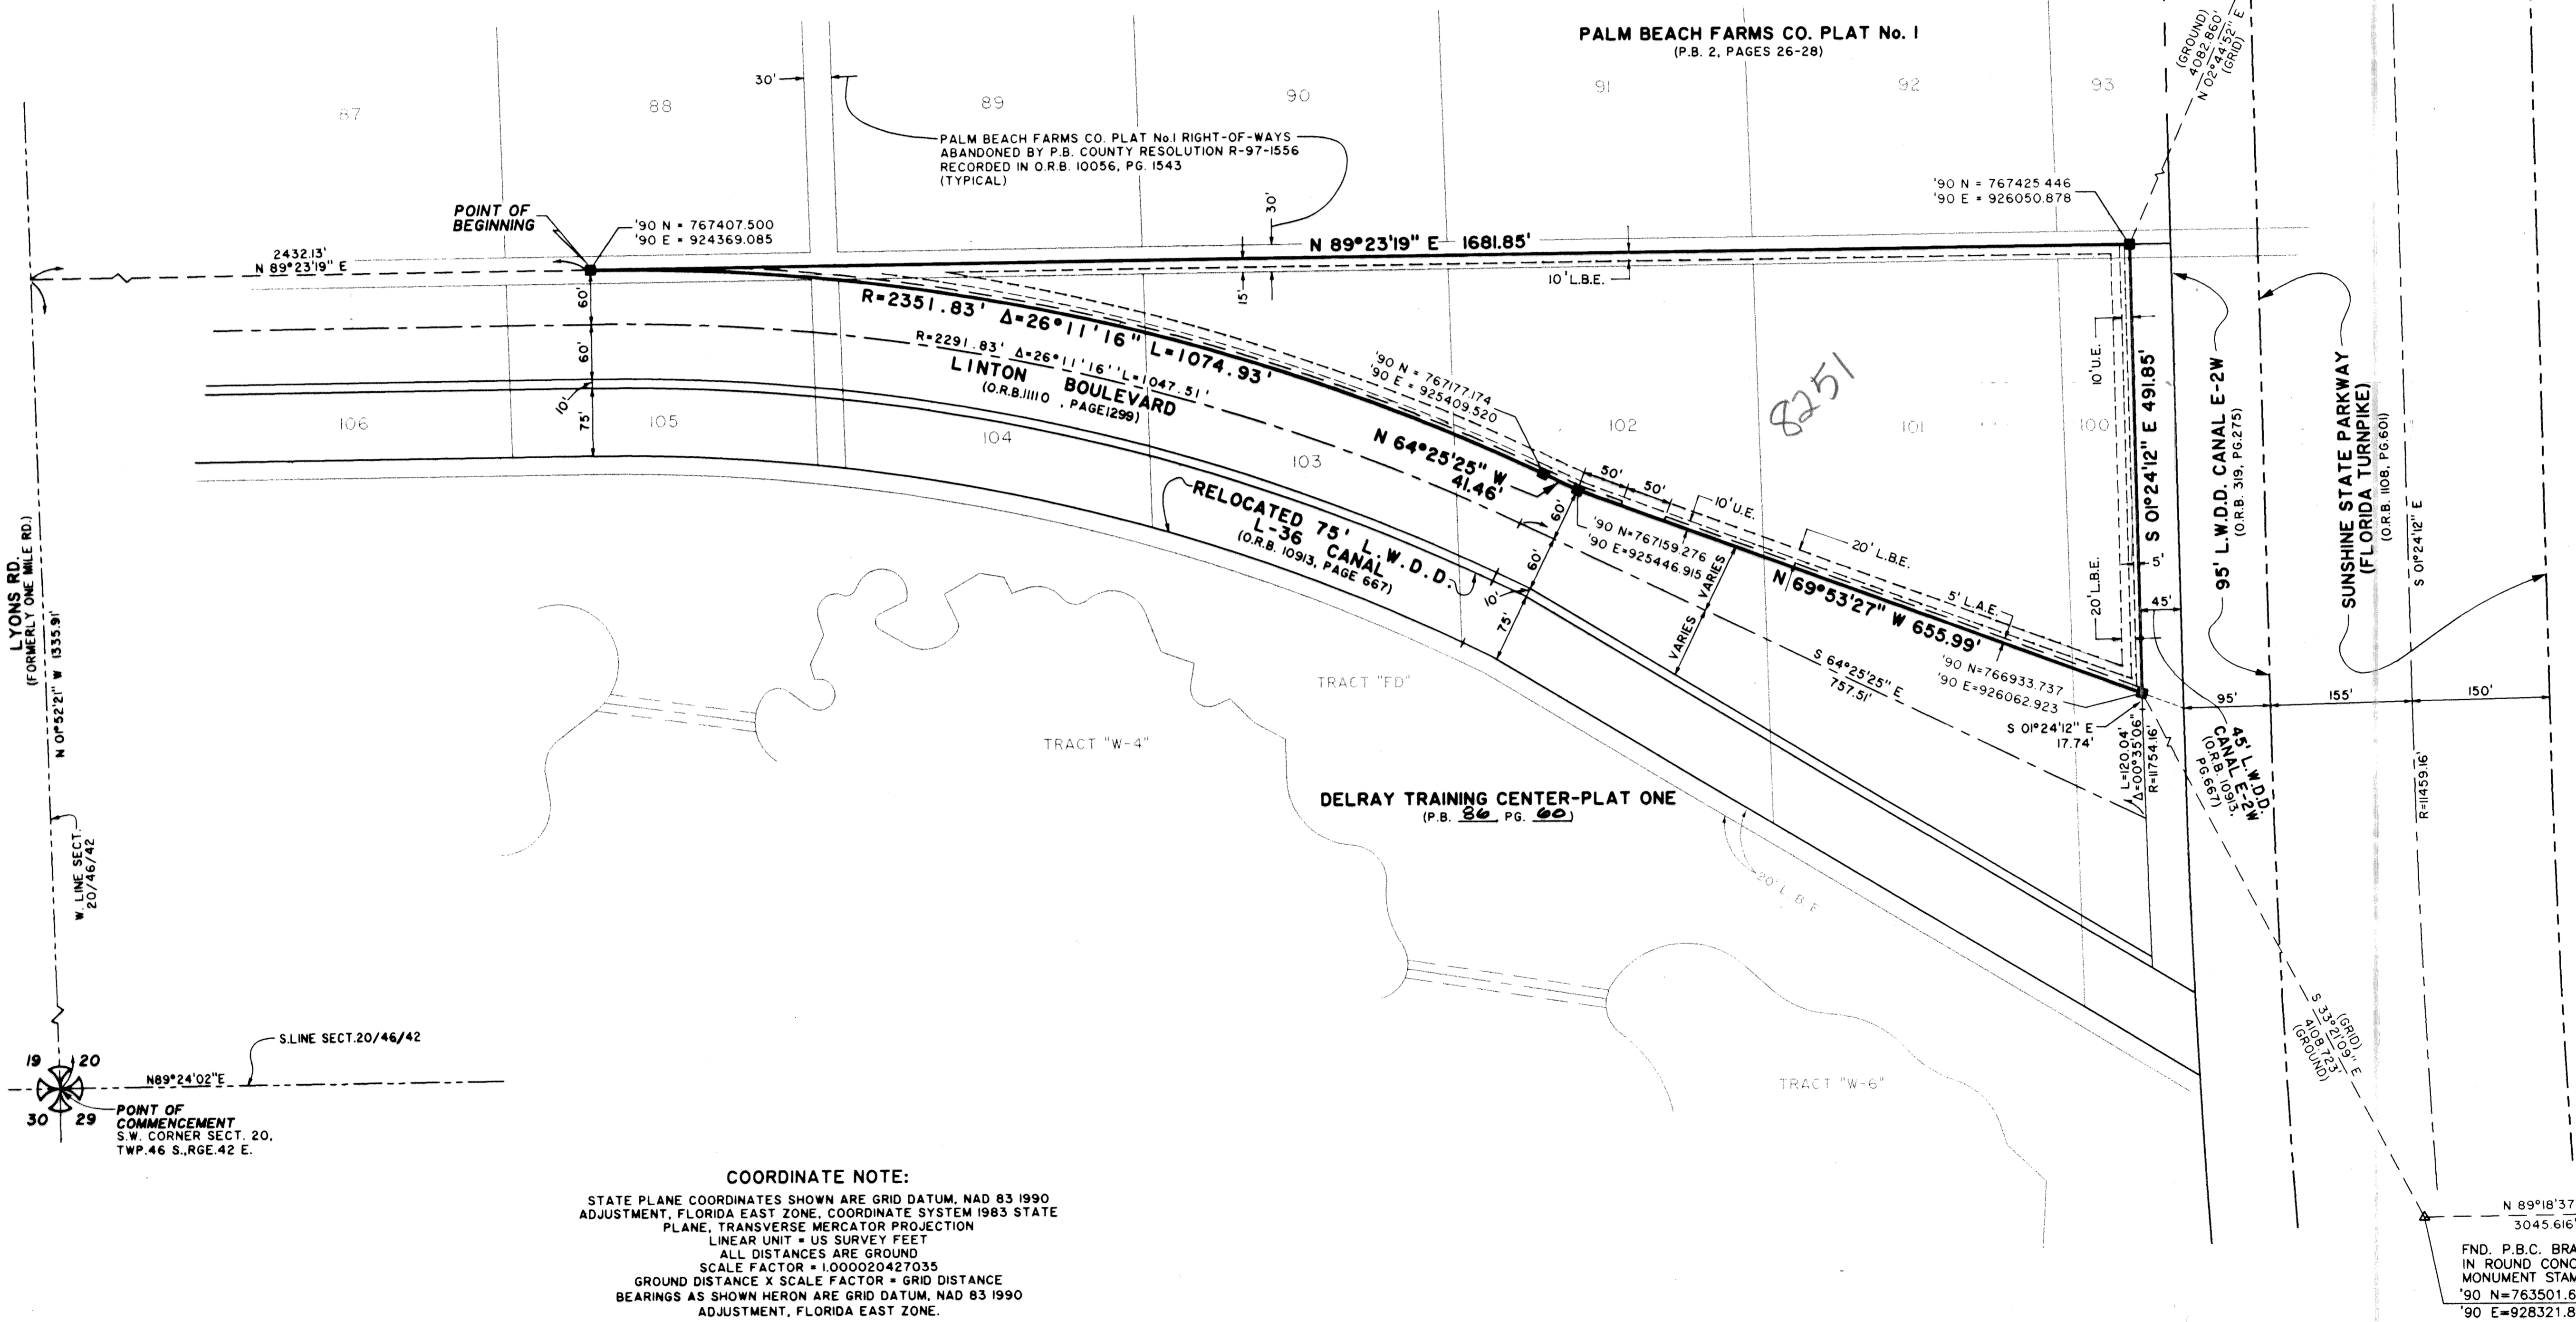 PALM BEACH FARMS CO. PLAT No. 1
(P.B. 2, PAGES 26-28)
(GROUND)
4082.860'
N 02°44'52" E
(GRID)
87
88
89
90
91
92
93
30'
PALM BEACH FARMS CO. PLAT No.1 RIGHT-OF-WAYS
ABANDONED BY P.B. COUNTY RESOLUTION R-97-1556
RECORDED IN O.R.B. 10056, PG. 1543
(TYPICAL)
30'
'90 N = 767425.446
'90 E = 926050.878
POINT OF
BEGINNING
'90 N = 767407.500
'90 E = 924369.085
2432.13'
N 89°23'19" E
N 89°23'19" E 1681.85'
10' L.B.E.
15'
60'
60'
10'
75'
R=2351.83' Δ=26°11'16" L=1074.93'
R=2291.83' Δ=26°11'16" L=1047.51'
LINTON BOULEVARD
(O.R.B.11110 , PAGE1299)
106
105
104
103
102
101
100
8251
'90 N = 767177.174
'90 E = 925409.520
N 64°25'25" W
41.46'
50'
50'
10' U.E.
20' L.B.E.
'90 N=767159.276
'90 E=925446.915
60'
60'
10'
75'
VARIES
VARIES
N 69°53'27" W 655.99'
5' L.A.E.
'90 N=766933.737
'90 E=926062.923
S 64°25'25" E
757.51'
S 01°24'12" E
17.74'
10' U.E.
20' L.B.E.
S 01°24'12" E 491.85'
5'
45'
95' L.W.D.D. CANAL E-2W
(O.R.B. 319, PG.275)
SUNSHINE STATE PARKWAY
(FLORIDA TURNPIKE)
(O.R.B. 1108, PG.601)
S 01°24'12" E
95'
155'
150'
L=120.04'
Δ=00°35'06"
R=11754.16'
45' L.W.D.D.
CANAL E-2W
(O.R.B. 10913,
PG.667)
R=11459.16'
RELOCATED 75' L.W.D.D.
L-36 CANAL
(O.R.B. 10913, PAGE 667)
TRACT "FD"
TRACT "W-4"
DELRAY TRAINING CENTER-PLAT ONE
(P.B. 86 PG. 60)
20' L.B.E
TRACT "W-6"
LYONS RD.
(FORMERLY ONE MILE RD.)
N 01°52'21" W 1335.91'
W. LINE SECT.
20/46/42
S.LINE SECT.20/46/42
19
20
30
29
N89°24'02"E
POINT OF
COMMENCEMENT
S.W. CORNER SECT. 20,
TWP.46 S.,RGE.42 E.
(GRID)
S 33°21'09" E
4108.723'
(GROUND)
N 89°18'37
3045.616'
FND. P.B.C. BRA
IN ROUND CONC
MONUMENT STAM
'90 N=763501.6
'90 E=928321.8
COORDINATE NOTE:
STATE PLANE COORDINATES SHOWN ARE GRID DATUM, NAD 83 1990
ADJUSTMENT, FLORIDA EAST ZONE, COORDINATE SYSTEM 1983 STATE
PLANE, TRANSVERSE MERCATOR PROJECTION
LINEAR UNIT = US SURVEY FEET
ALL DISTANCES ARE GROUND
SCALE FACTOR = 1.000020427035
GROUND DISTANCE X SCALE FACTOR = GRID DISTANCE
BEARINGS AS SHOWN HERON ARE GRID DATUM, NAD 83 1990
ADJUSTMENT, FLORIDA EAST ZONE.